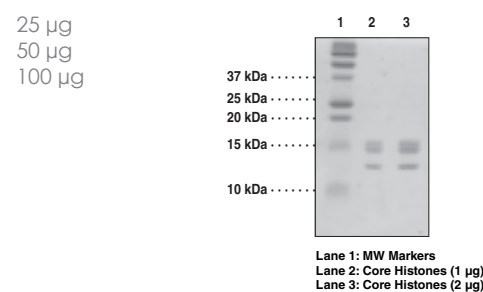 25 µg
50 µg
100 µg
1 2 3
37 kDa
25 kDa
20 kDa
15 kDa
10 kDa
Lane 1: MW Markers
Lane 2: Core Histones (1 µg)
Lane 3: Core Histones (2 µg)